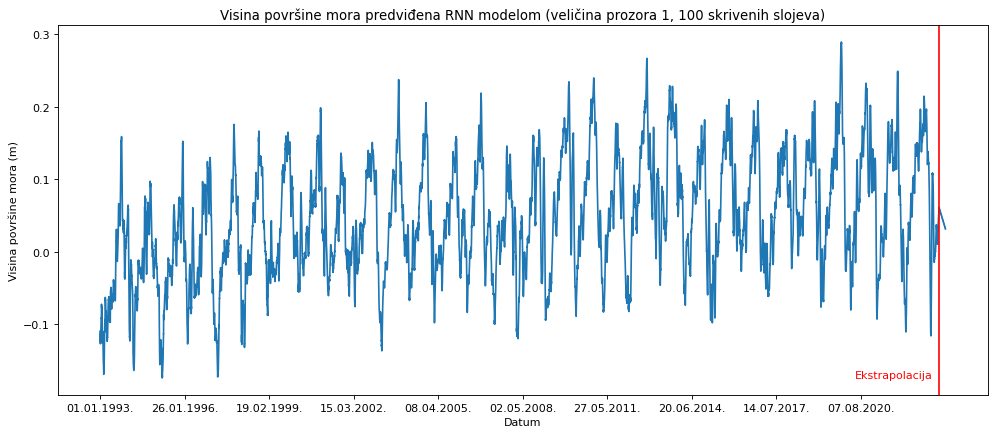 Visina površine mora predviđena RNN modelom (veličina prozora 1, 100 skrivenih slojeva)
Visina površine mora (m)
0.3
0.2
0.1
0.0
−0.1
Ekstrapolacija
01.01.1993. 26.01.1996. 19.02.1999. 15.03.2002. 08.04.2005. 02.05.2008. 27.05.2011. 20.06.2014. 14.07.2017. 07.08.2020.
Datum